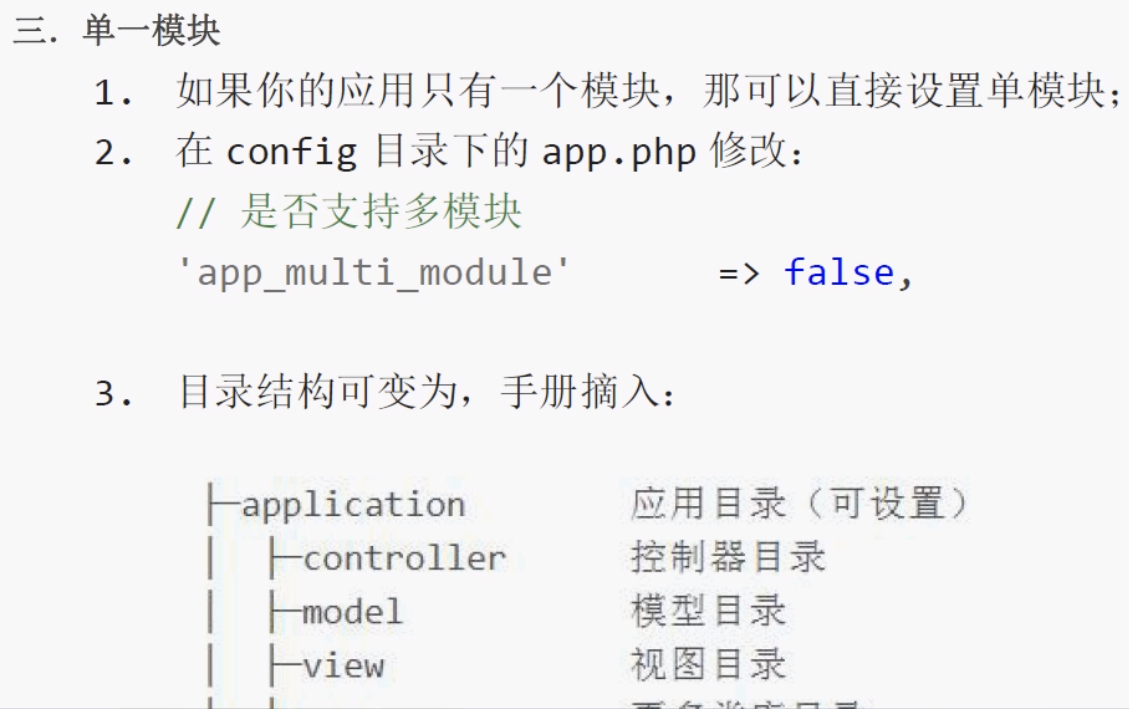 三. 单一模块
1. 如果你的应用只有一个模块，那可以直接设置单模块；
2. 在 config 目录下的 app.php 修改：
// 是否支持多模块
'app_multi_module' => false,
3. 目录结构可变为，手册摘入：
├─application 应用目录（可设置）
│ ├─controller 控制器目录
│ ├─model 模型目录
│ ├─view 视图目录